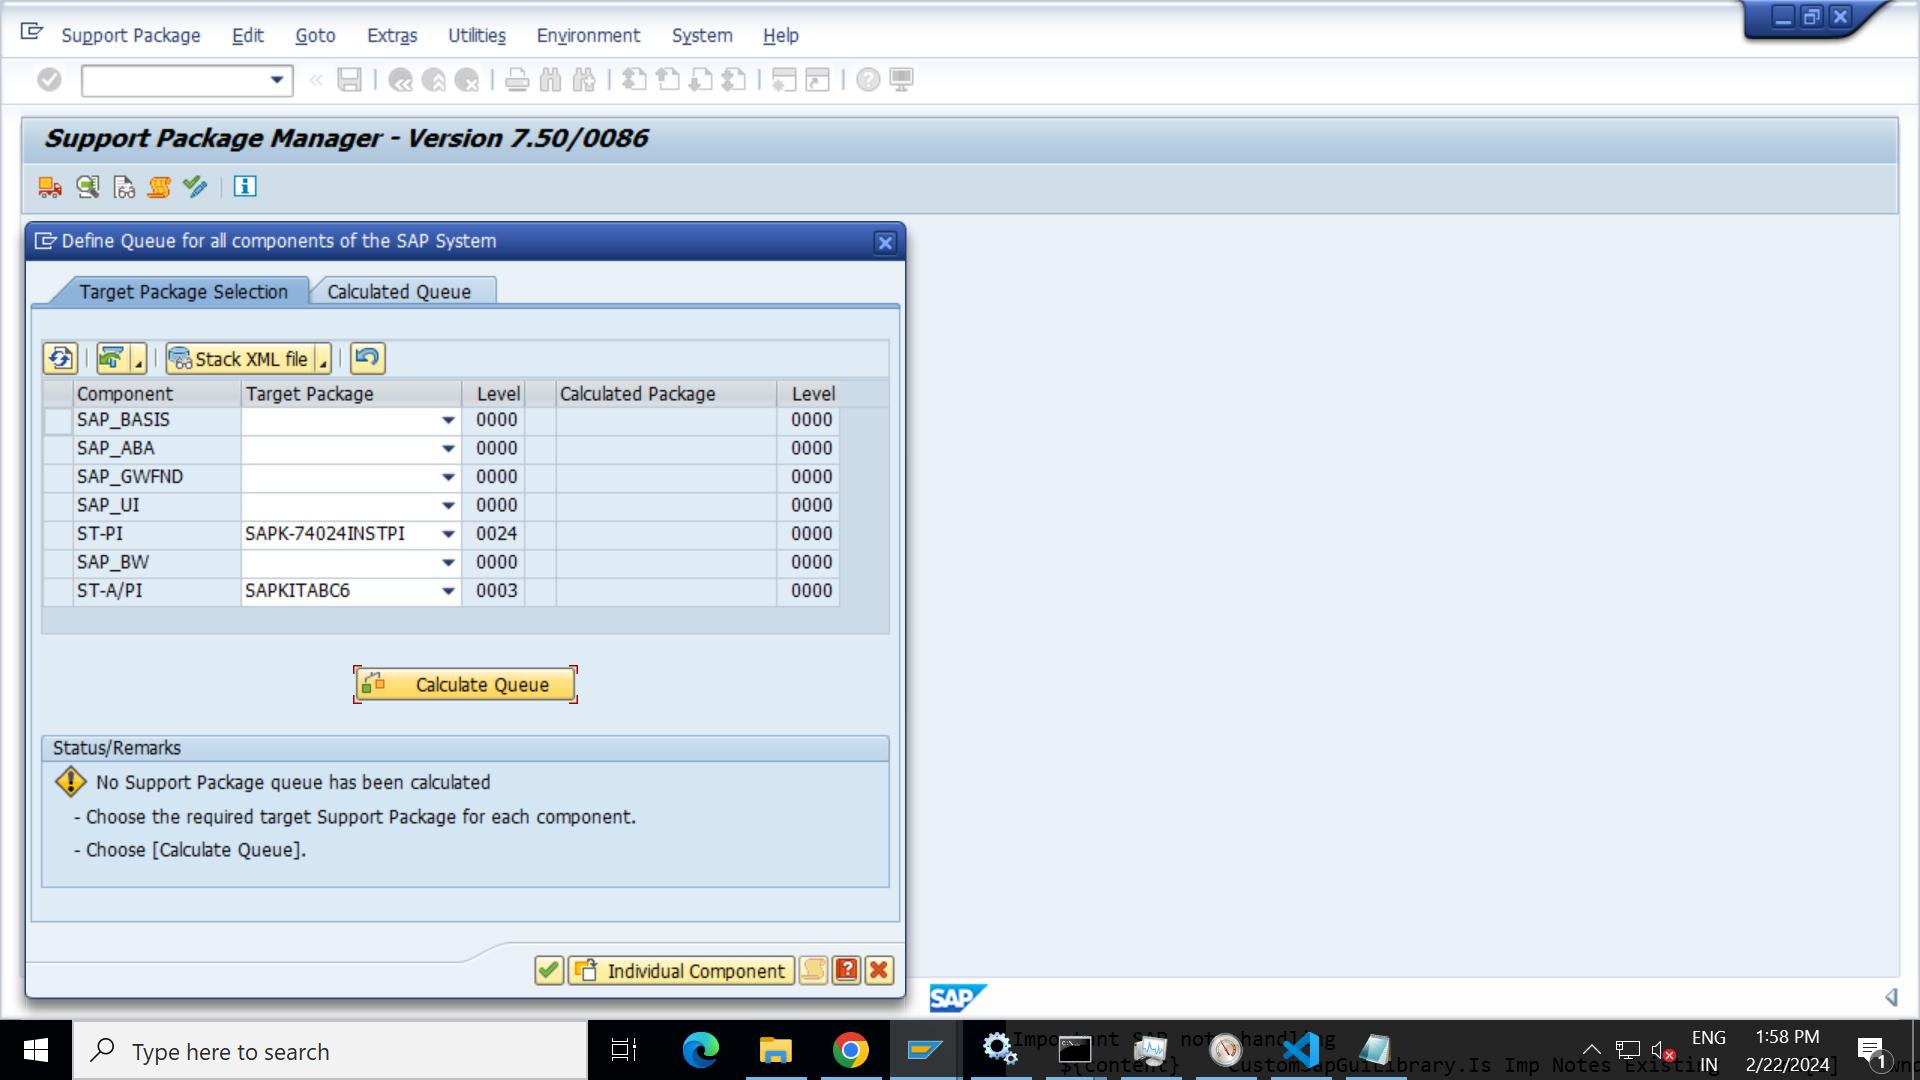 Support Package Edit Goto Extras Utilities Environment System Help
Support Package Manager - Version 7.50/0086
Define Queue for all components of the SAP System
Target Package Selection Calculated Queue
Stack XML file
Component Target Package Level Calculated Package Level
SAP_BASIS 0000 0000
SAP_ABA 0000 0000
SAP_GWFND 0000 0000
SAP_UI 0000 0000
ST-PI SAPK-74024INSTPI 0024 0000
SAP_BW 0000 0000
ST-A/PI SAPKITABC6 0003 0000
Calculate Queue
Status/Remarks
No Support Package queue has been calculated
- Choose the required target Support Package for each component.
- Choose [Calculate Queue].
Individual Component
SAP
Type here to search
Important SAP note handling
${content} CustomSapGuiLibrary.Is Imp Notes Existing
ENG
IN
1:58 PM
2/22/2024
1